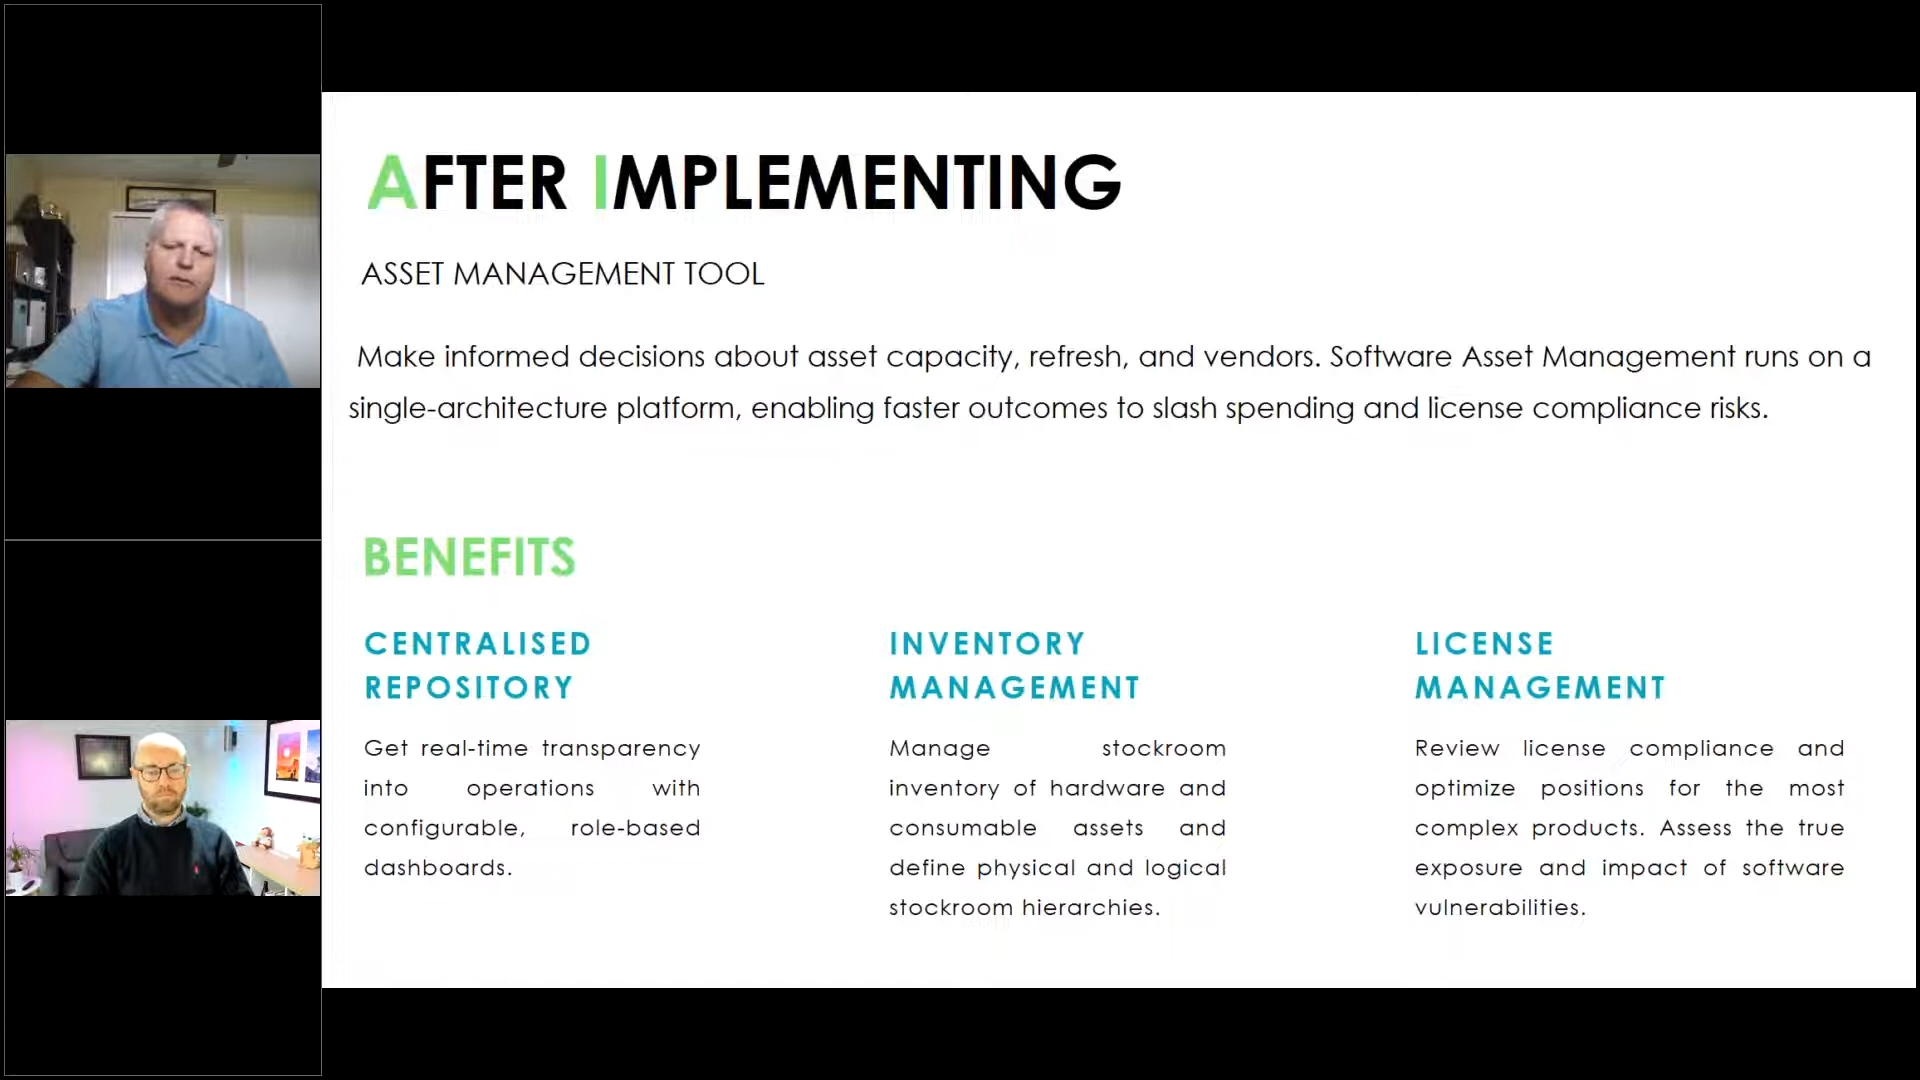 AFTER IMPLEMENTING
ASSET MANAGEMENT TOOL
Make informed decisions about asset capacity, refresh, and vendors. Software Asset Management runs on a
single-architecture platform, enabling faster outcomes to slash spending and license compliance risks.
BENEFITS
CENTRALISED
REPOSITORY
Get real-time transparency
into operations with
configurable, role-based
dashboards.
INVENTORY
MANAGEMENT
Manage stockroom
inventory of hardware and
consumable assets and
define physical and logical
stockroom hierarchies.
LICENSE
MANAGEMENT
Review license compliance and
optimize positions for the most
complex products. Assess the true
exposure and impact of software
vulnerabilities.